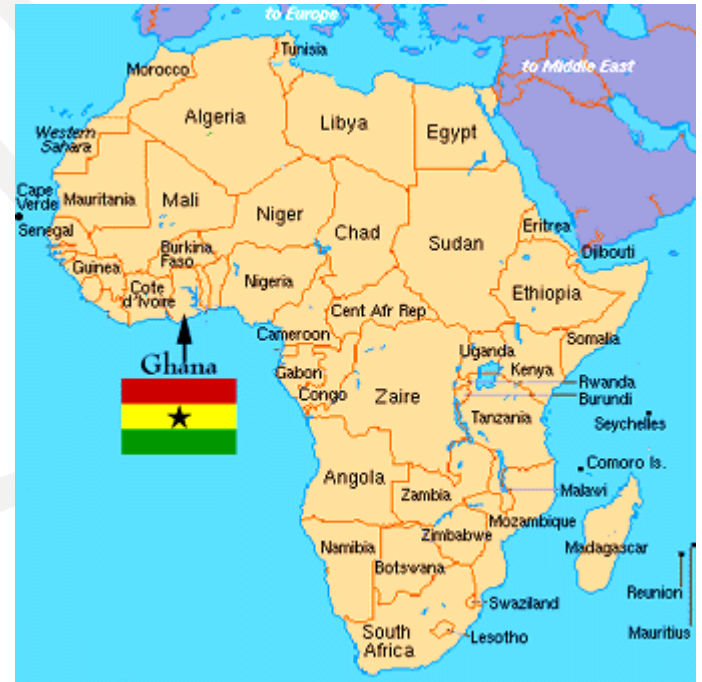 to Europe
Tunisia
Morocco
to Middle East
Algeria
Libya
Egypt
Western
Sahara
Cape
Verde
Mauritania
Mali
Niger
Chad
Sudan
Eritrea
Senegal
Djibouti
Burkina
Faso
Guinea
Nigeria
Cote
d'Ivoire
Ethiopia
Cent Afr Rep
Cameroon
Somalia
Uganda
Ghana
Gabon
Kenya
Congo
Zaire
Rwanda
Burundi
Tanzania
Seychelles
Comoro Is.
Angola
Zambia
Malawi
Mozambique
Zimbabwe
Namibia
Madagascar
Botswana
Reunion
Swaziland
South
Africa
Lesotho
Mauritius